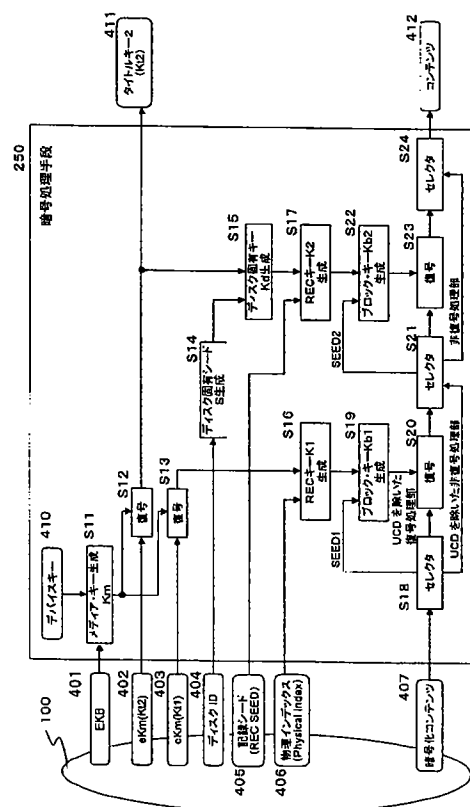 250
暗号処理手段
100
410
デバイスキー
411
タイトルキー2
(Kt2)
401
EKB
S11
メディア・キー生成
Km
402
eKm(Kt2)
S12
復号
403
eKm(Kt1)
S13
復号
404
ディスクID
S14
ディスク固有シード
S生成
S15
ディスク固有キー
Kd生成
405
記録シード
(REC SEED)
406
物理インデックス
(Physical index)
S16
RECキーK1
生成
S17
RECキーK2
生成
SEED1
S19
ブロック・キーKb1
生成
SEED2
S22
ブロック・キーKb2
生成
UCDを除いた
復号処理部
407
暗号化コンテンツ
S18
セレクタ
S20
復号
S21
セレクタ
S23
復号
S24
セレクタ
412
コンテンツ
UCDを除いた非復号処理部
非復号処理部